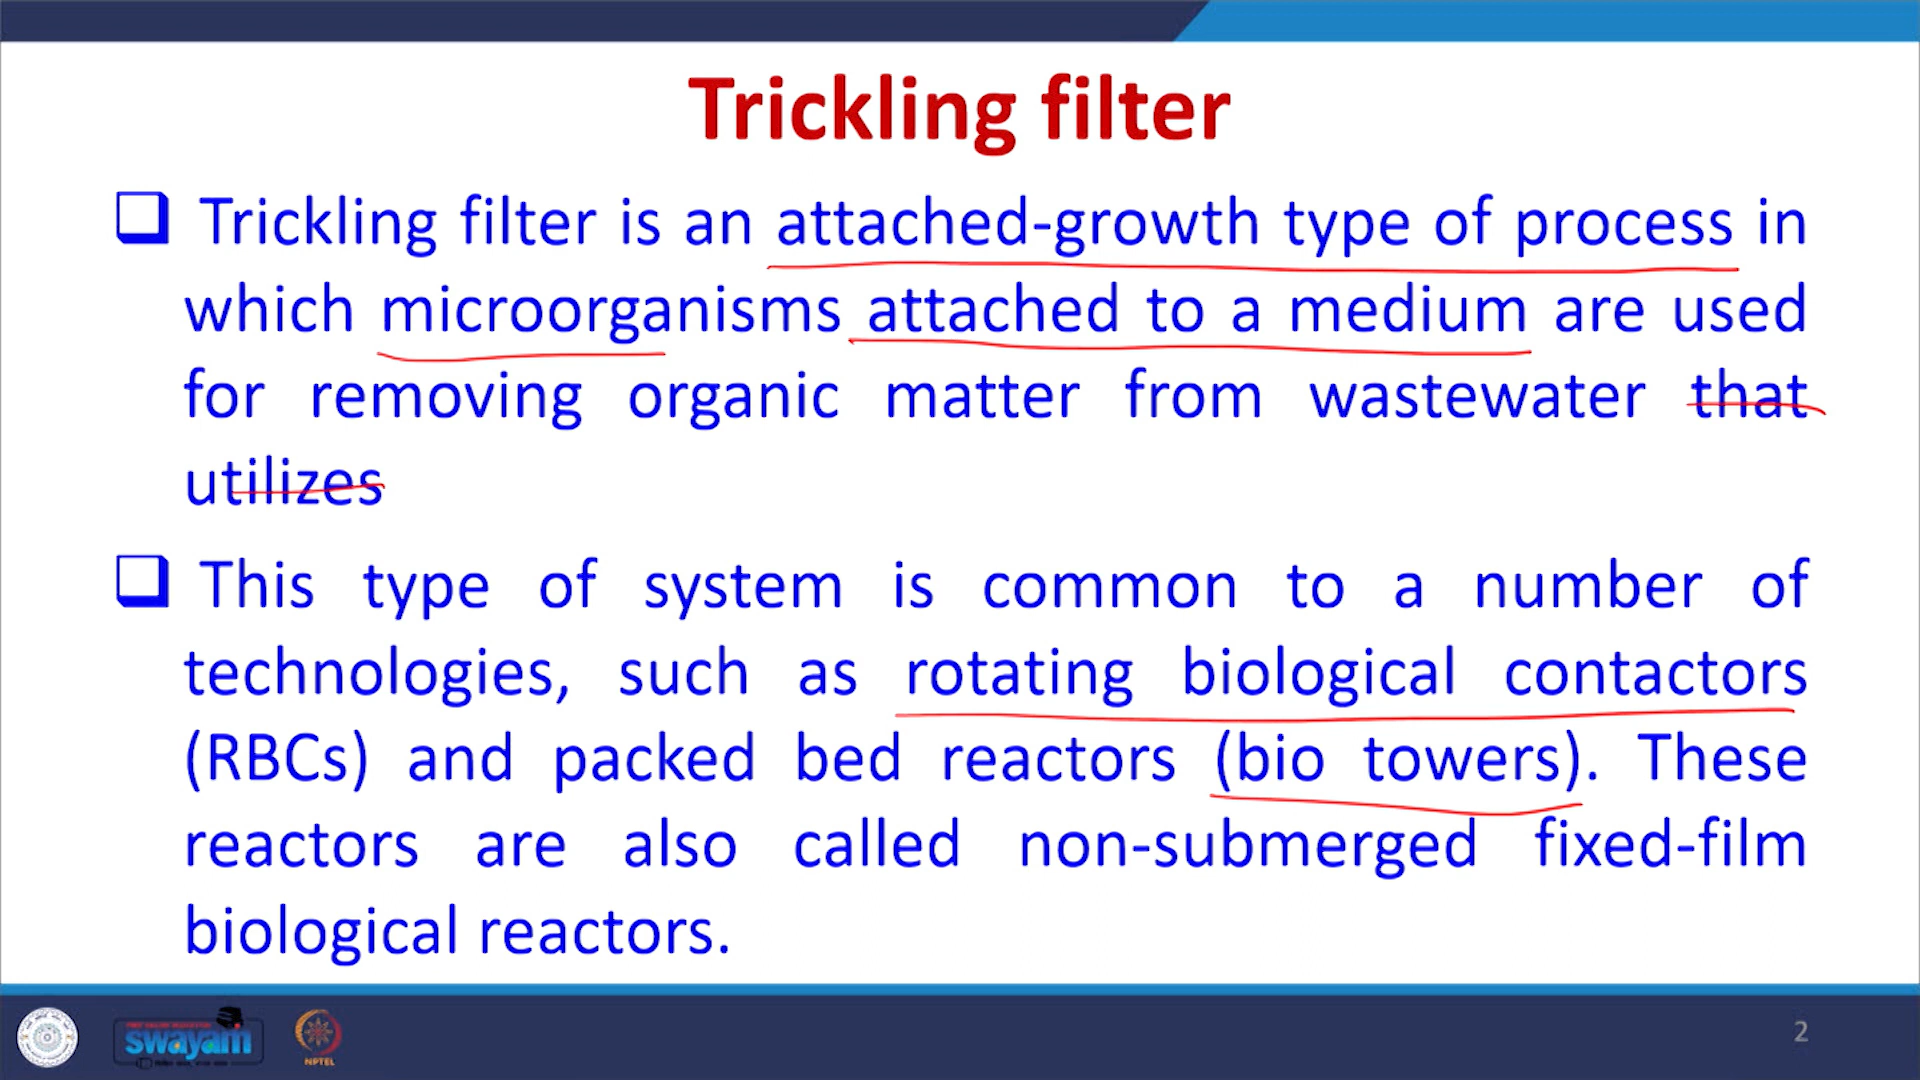 Trickling filter
Trickling filter is an attached-growth type of process in
which microorganisms attached to a medium are used
for removing organic matter from wastewater that
utilizes
This type of system is common to a number of
technologies, such as rotating biological contactors
(RBCs) and packed bed reactors (bio towers). These
reactors are also called non-submerged fixed-film
biological reactors.
swayam
NPTEL
2